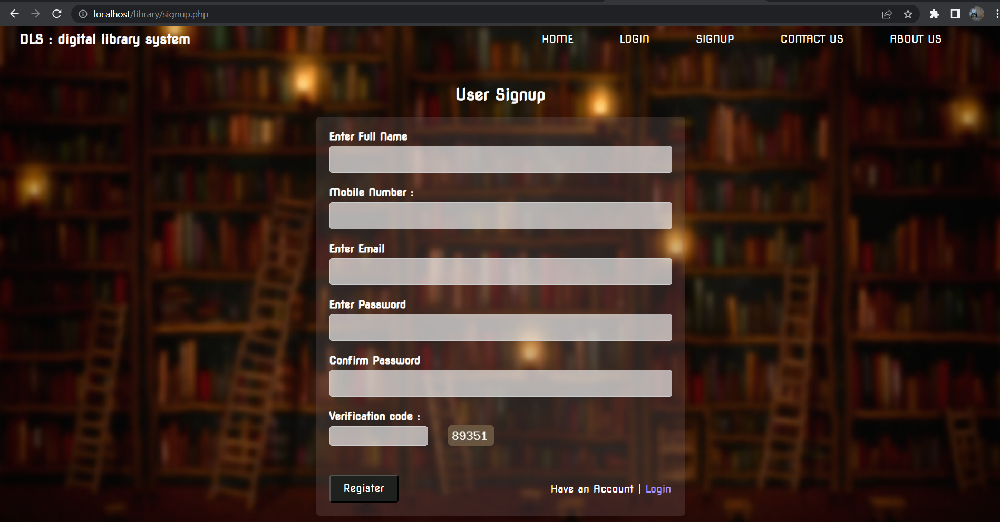 localhost/library/signup.php
DLS : digital library system
HOME LOGIN SIGNUP CONTACT US ABOUT US
User Signup
Enter Full Name
Mobile Number :
Enter Email
Enter Password
Confirm Password
Verification code :
89351
Register
Have an Account | Login